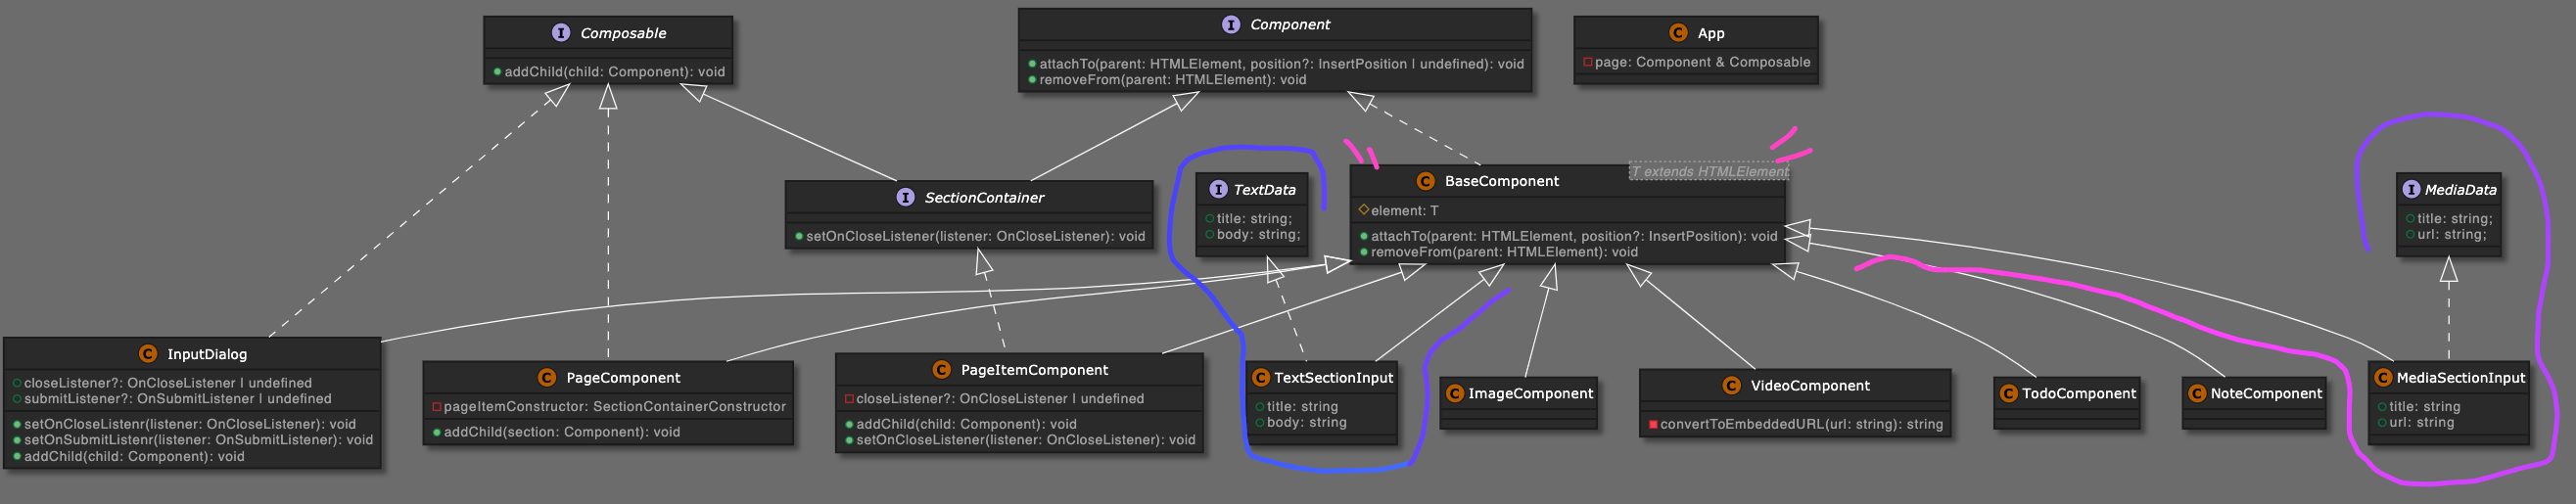 I Composable
addChild(child: Component): void
I Component
attachTo(parent: HTMLElement, position?: InsertPosition | undefined): void
removeFrom(parent: HTMLElement): void
C App
page: Component & Composable
I SectionContainer
setOnCloseListener(listener: OnCloseListener): void
I TextData
title: string;
body: string;
C BaseComponent
T extends HTMLElement
element: T
attachTo(parent: HTMLElement, position?: InsertPosition): void
removeFrom(parent: HTMLElement): void
I MediaData
title: string;
url: string;
C InputDialog
closeListener?: OnCloseListener | undefined
submitListener?: OnSubmitListener | undefined
setOnCloseListenr(listener: OnCloseListener): void
setOnSubmitListenr(listener: OnSubmitListener): void
addChild(child: Component): void
C PageComponent
pageItemConstructor: SectionContainerConstructor
addChild(section: Component): void
C PageItemComponent
closeListener?: OnCloseListener | undefined
addChild(child: Component): void
setOnCloseListener(listener: OnCloseListener): void
C TextSectionInput
title: string
body: string
C ImageComponent
C VideoComponent
convertToEmbeddedURL(url: string): string
C TodoComponent
C NoteComponent
C MediaSectionInput
title: string
url: string